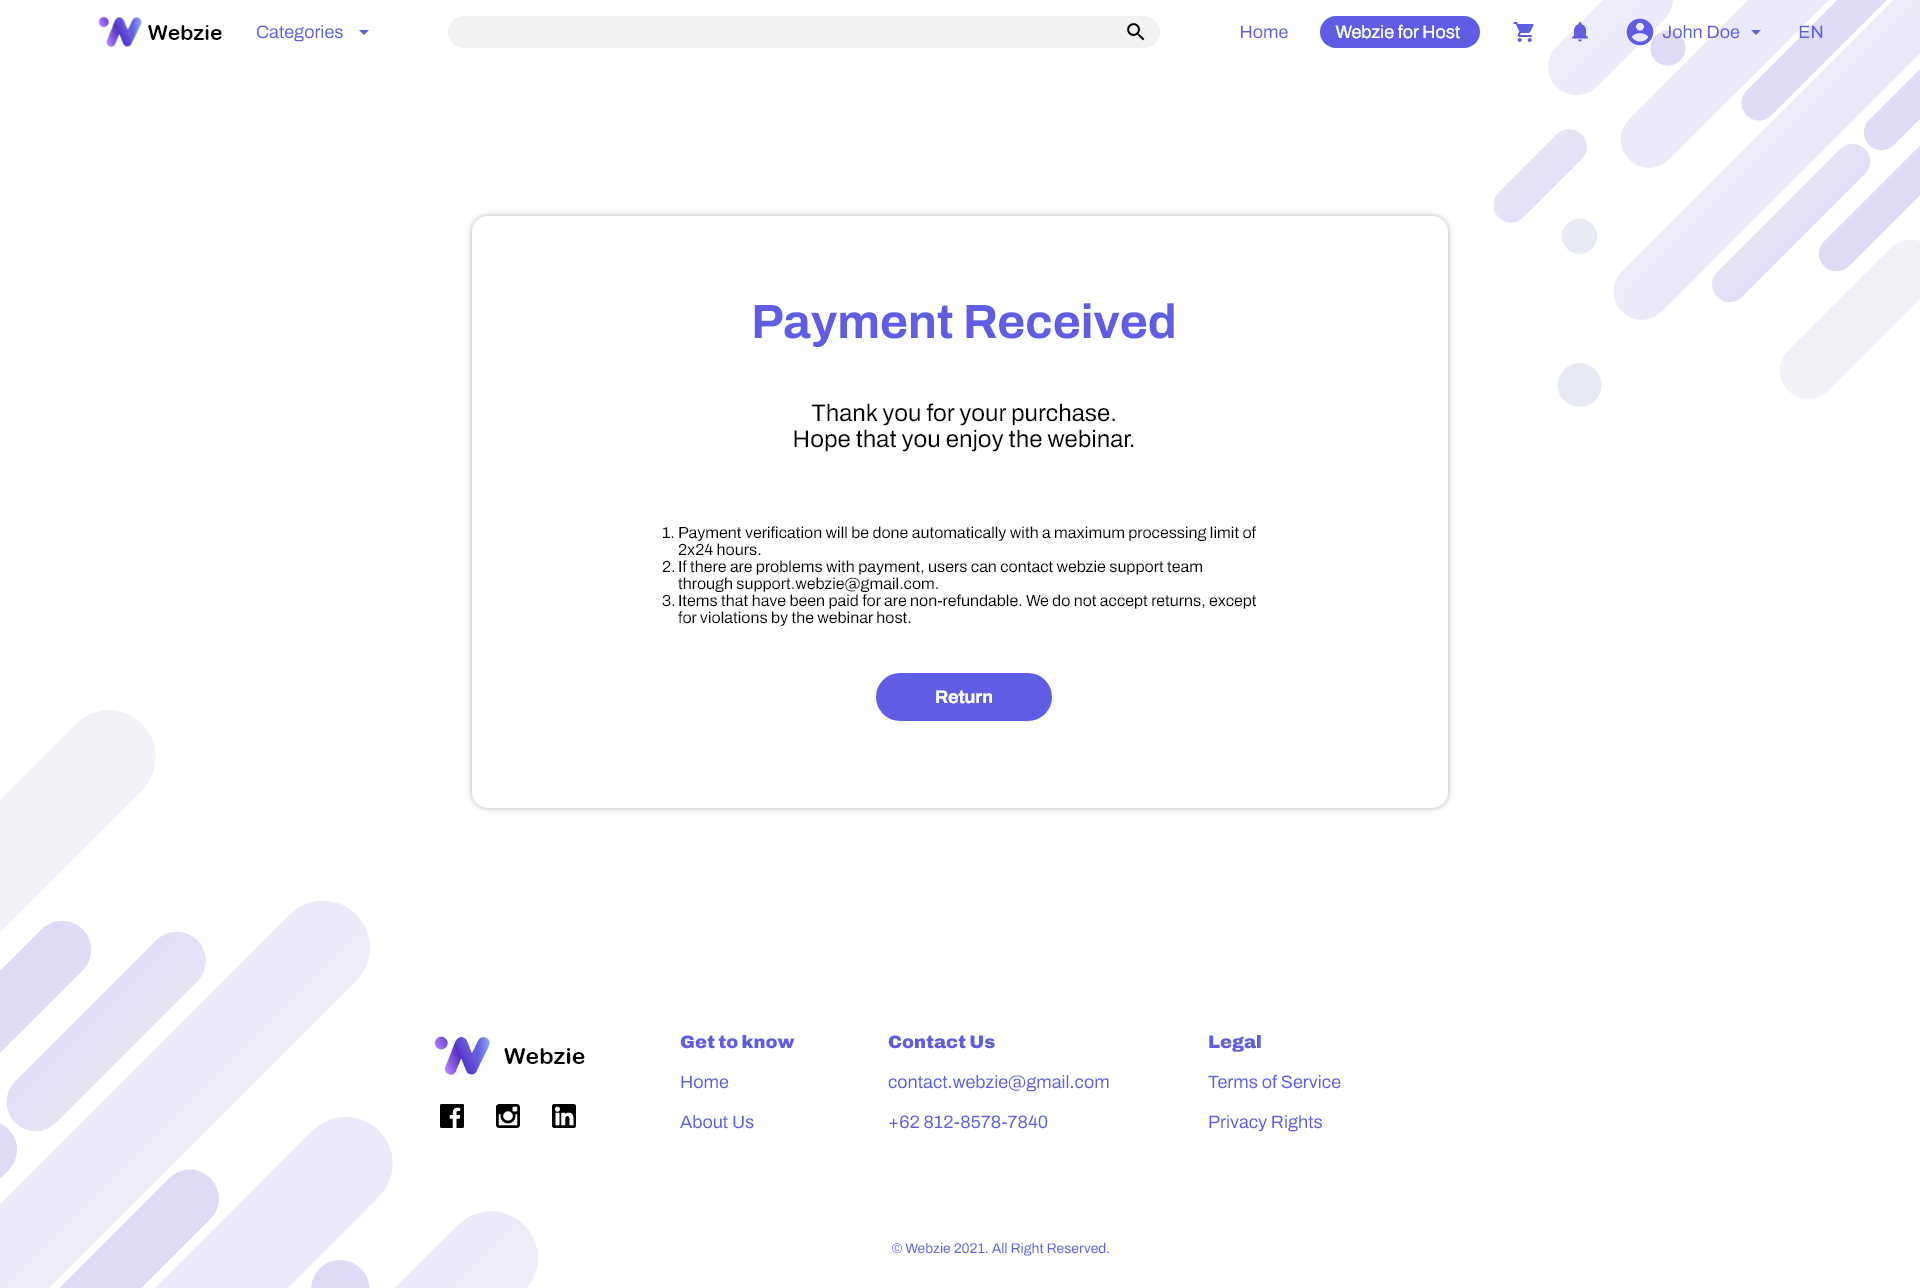 Webzie
Categories
Home
Webzie for Host
John Doe
EN
Payment Received
Thank you for your purchase.
Hope that you enjoy the webinar.
1. Payment verification will be done automatically with a maximum processing limit of
2x24 hours.
2. If there are problems with payment, users can contact webzie support team
through support.webzie@gmail.com.
3. Items that have been paid for are non-refundable. We do not accept returns, except
for violations by the webinar host.
Return
Webzie
Get to know
Home
About Us
Contact Us
contact.webzie@gmail.com
+62 812-8578-7840
Legal
Terms of Service
Privacy Rights
© Webzie 2021. All Right Reserved.